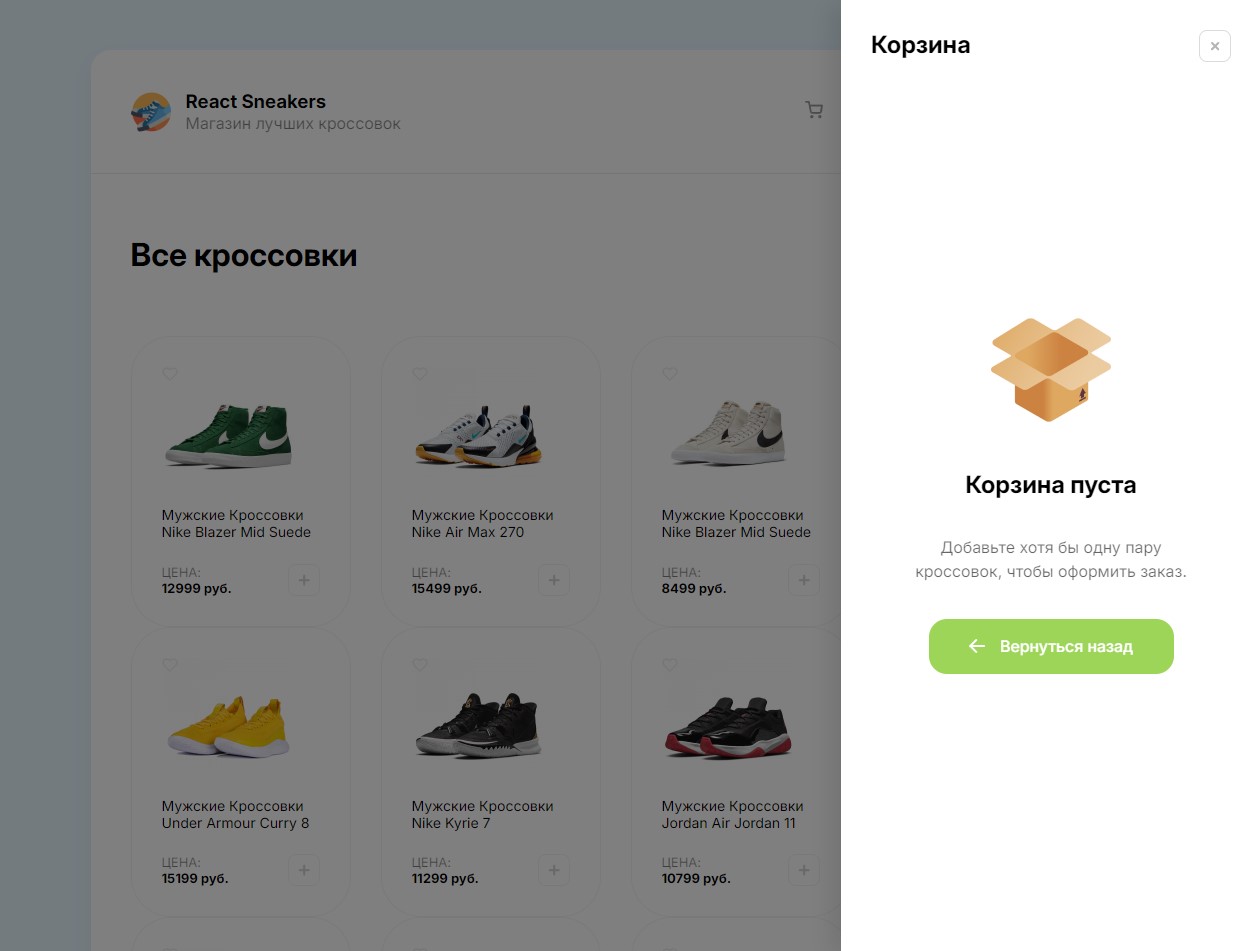 React Sneakers
Магазин лучших кроссовок
Все кроссовки
Мужские Кроссовки
Nike Blazer Mid Suede
ЦЕНА:
12999 руб.
Мужские Кроссовки
Nike Air Max 270
ЦЕНА:
15499 руб.
Мужские Кроссовки
Nike Blazer Mid Suede
ЦЕНА:
8499 руб.
Мужские Кроссовки
Under Armour Curry 8
ЦЕНА:
15199 руб.
Мужские Кроссовки
Nike Kyrie 7
ЦЕНА:
11299 руб.
Мужские Кроссовки
Jordan Air Jordan 11
ЦЕНА:
10799 руб.
Корзина
Корзина пуста
Добавьте хотя бы одну пару
кроссовок, чтобы оформить заказ.
Вернуться назад